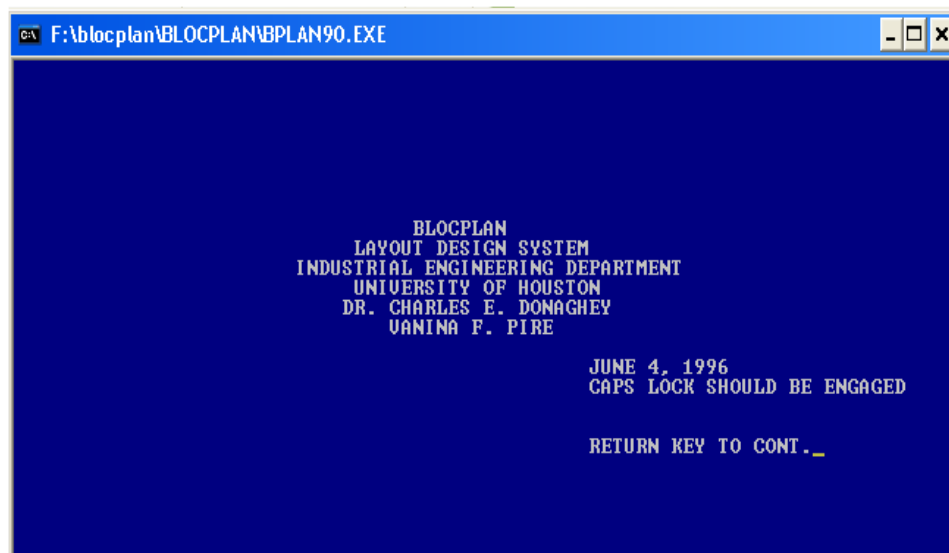 F:\blocplan\BLOCPLAN\BPLAN90.EXE
BLOCPLAN
LAYOUT DESIGN SYSTEM
INDUSTRIAL ENGINEERING DEPARTMENT
UNIVERSITY OF HOUSTON
DR. CHARLES E. DONAGHEY
VANINA F. PIRE
JUNE 4, 1996
CAPS LOCK SHOULD BE ENGAGED
RETURN KEY TO CONT._